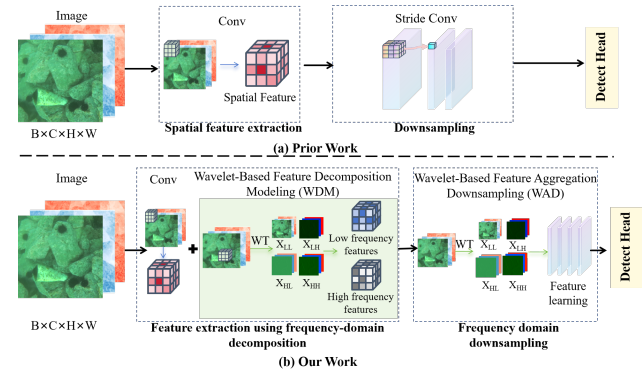 Image
Conv
Stride Conv
Spatial Feature
Detect Head
B×C×H×W
Spatial feature extraction
Downsampling
(a) Prior Work
Image
Conv
Wavelet-Based Feature Decomposition
Modeling (WDM)
Wavelet-Based Feature Aggregation
Downsampling (WAD)
WT
X_LL
X_LH
Low frequency
features
X_HL
X_HH
High frequency
features
WT
X_LL
X_LH
X_HL
X_HH
Feature
learning
Detect Head
B×C×H×W
Feature extraction using frequency-domain
decomposition
Frequency domain
downsampling
(b) Our Work